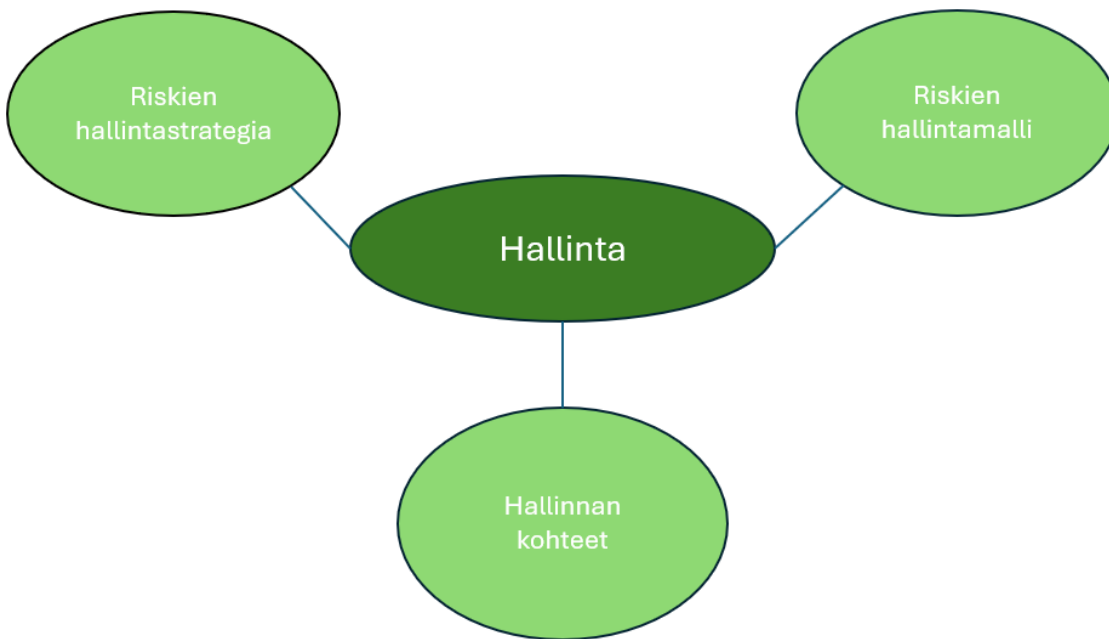 Riskien
hallintastrategia
Riskien
hallintamalli
Hallinta
Hallinnan
kohteet